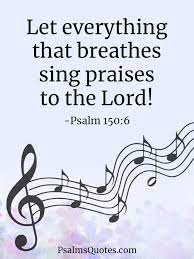 Let everything
that breathes
sing praises
to the Lord!
-Psalm 150:6
PsalmsQuotes.com